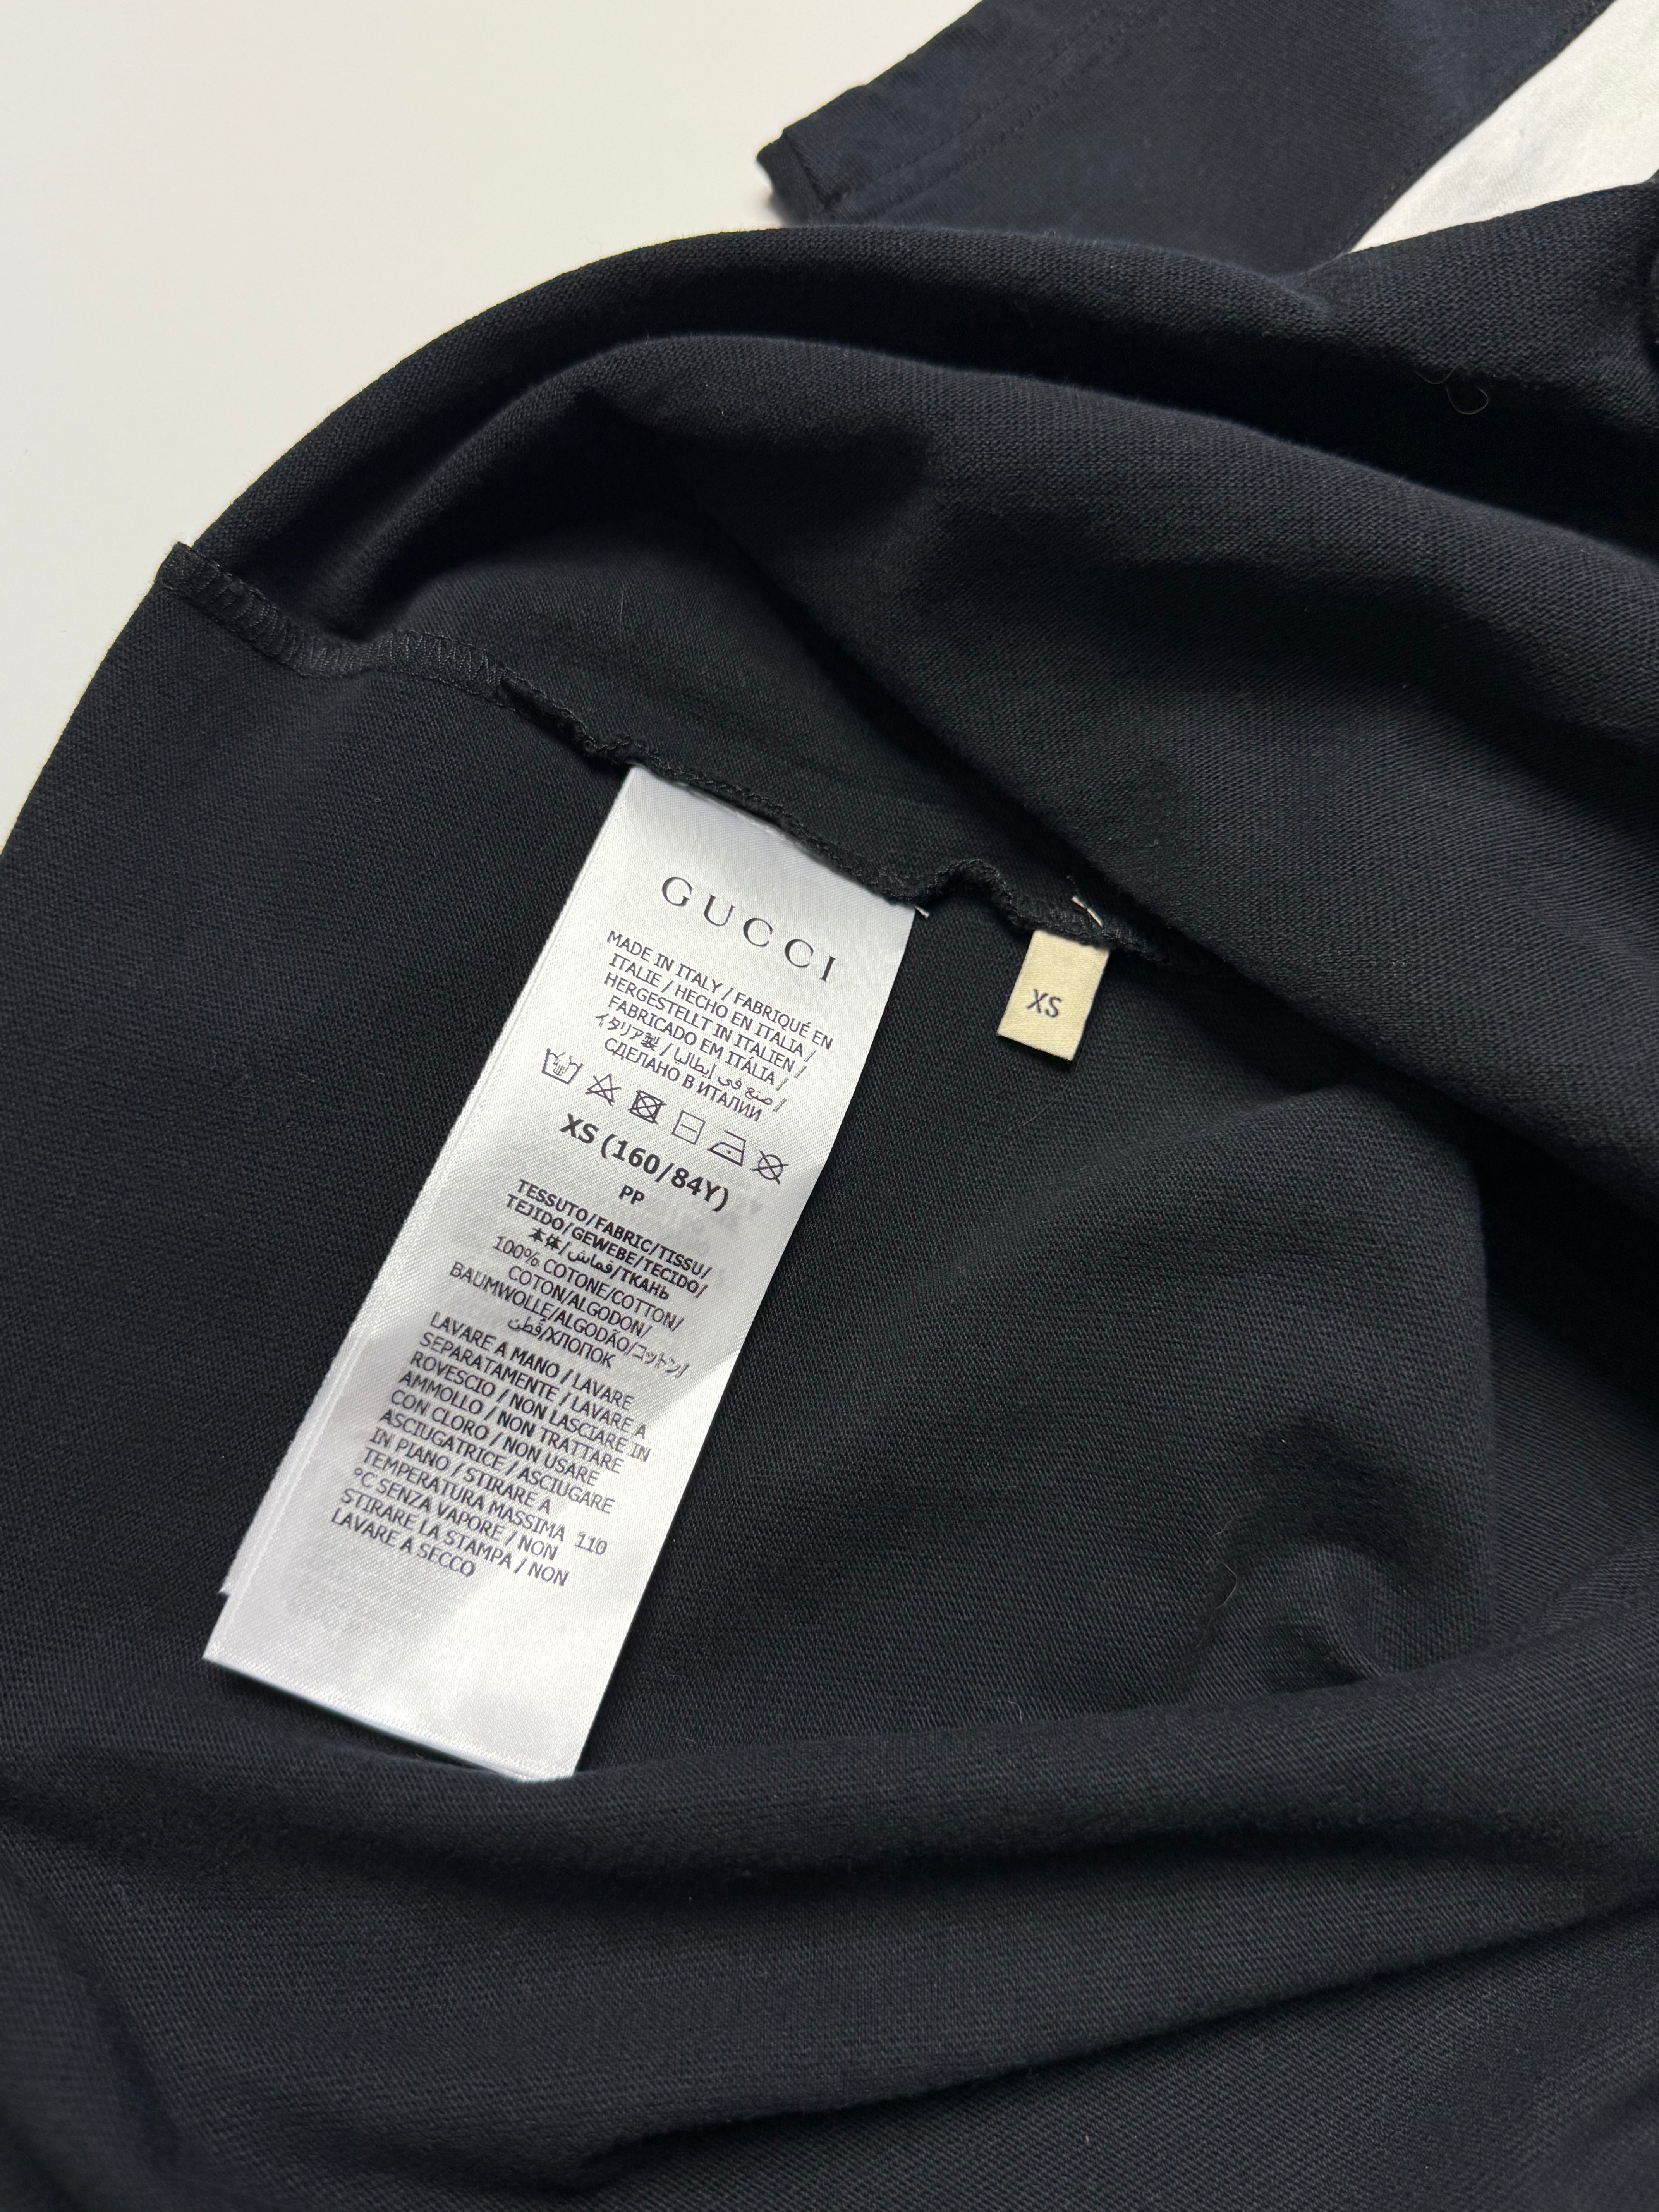 GUCCI
MADE IN ITALY / FABRIQUÉ EN
ITALIE / HECHO EN ITALIA /
HERGESTELLT IN ITALIEN /
FABRICADO EM ITÁLIA /
イタリア製 / صنع في إيطاليا /
СДЕЛАНО В ИТАЛИИ
XS (160/84Y)
PP
TESSUTO/FABRIC/TISSU/
TEJIDO/GEWEBE/TECIDO/
本体/قماش/ТКАНЬ
100% COTONE/COTTON/
COTON/ALGODON/
BAUMWOLLE/ALGODÃO/コットン/
قطن/ХЛОПОК
LAVARE A MANO / LAVARE
SEPARATAMENTE / LAVARE A
ROVESCIO / NON LASCIARE IN
AMMOLLO / NON TRATTARE
CON CLORO / NON USARE
ASCIUGATRICE / ASCIUGARE
IN PIANO / STIRARE A
TEMPERATURA MASSIMA 110
°C SENZA VAPORE / NON
STIRARE LA STAMPA / NON
LAVARE A SECCO
XS